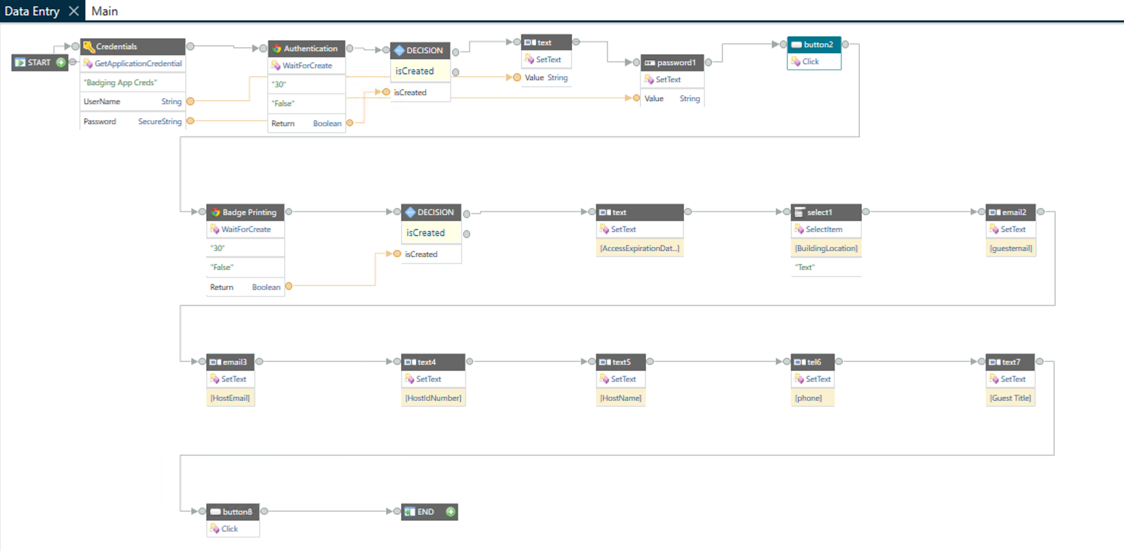 Data Entry
Main
START
Credentials
GetApplicationCredential
"Badging App Creds"
UserName String
Password SecureString
Authentication
WaitForCreate
"30"
"False"
Return Boolean
DECISION
isCreated
isCreated
text
SetText
Value String
password1
SetText
Value String
button2
Click
Badge Printing
WaitForCreate
"30"
"False"
Return Boolean
DECISION
isCreated
isCreated
text
SetText
[AccessExpirationDat...]
select1
SelectItem
[BuildingLocation]
"Text"
email2
SetText
[guestemail]
email3
SetText
[HostEmail]
text4
SetText
[HostIdNumber]
text5
SetText
[HostName]
tel6
SetText
[phone]
text7
SetText
[Guest Title]
button8
Click
END